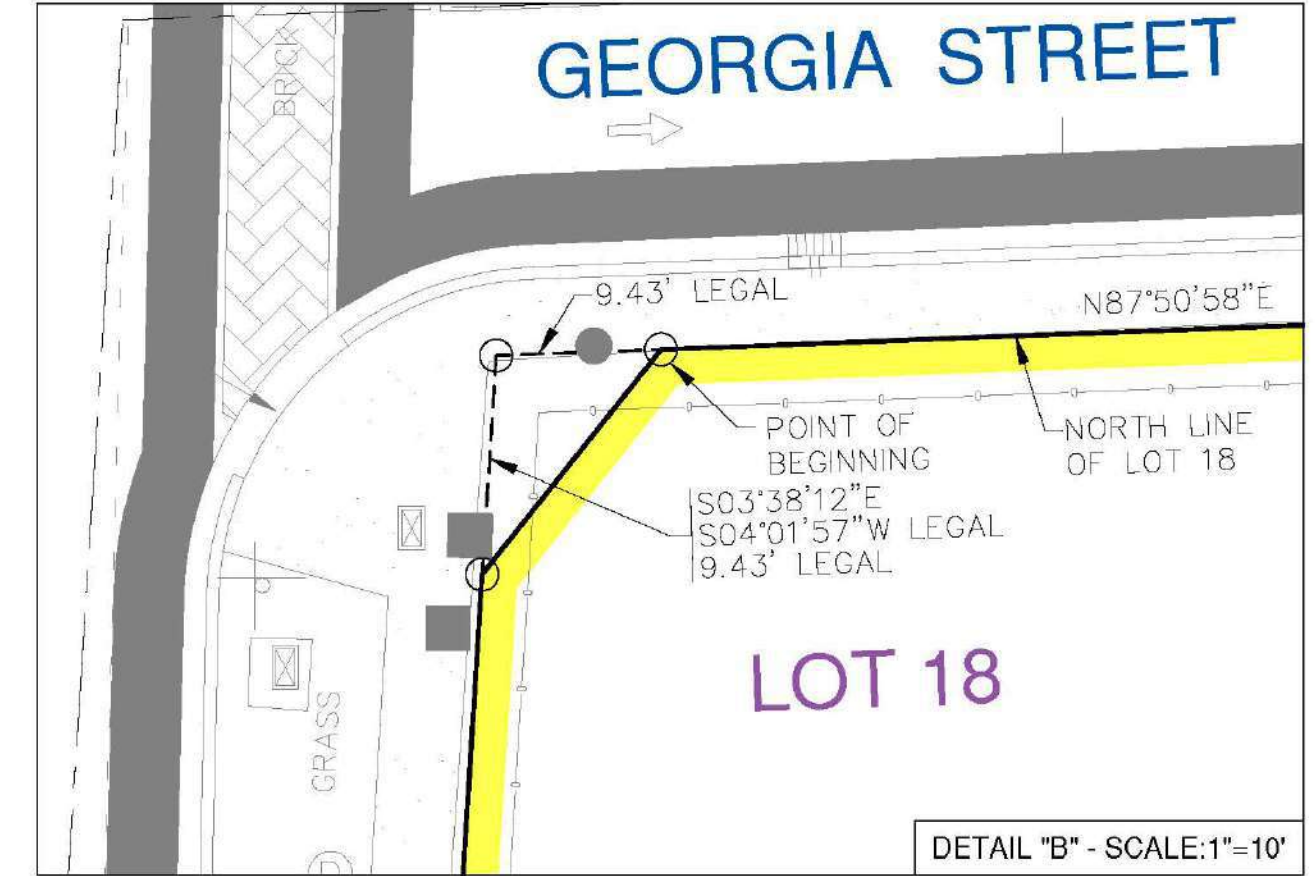 BRICK
GEORGIA STREET
9.43' LEGAL
N87°50'58"E
POINT OF
BEGINNING
NORTH LINE
OF LOT 18
S03°38'12"E
S04°01'57"W LEGAL
9.43' LEGAL
LOT 18
GRASS
D
DETAIL "B" - SCALE:1"=10'